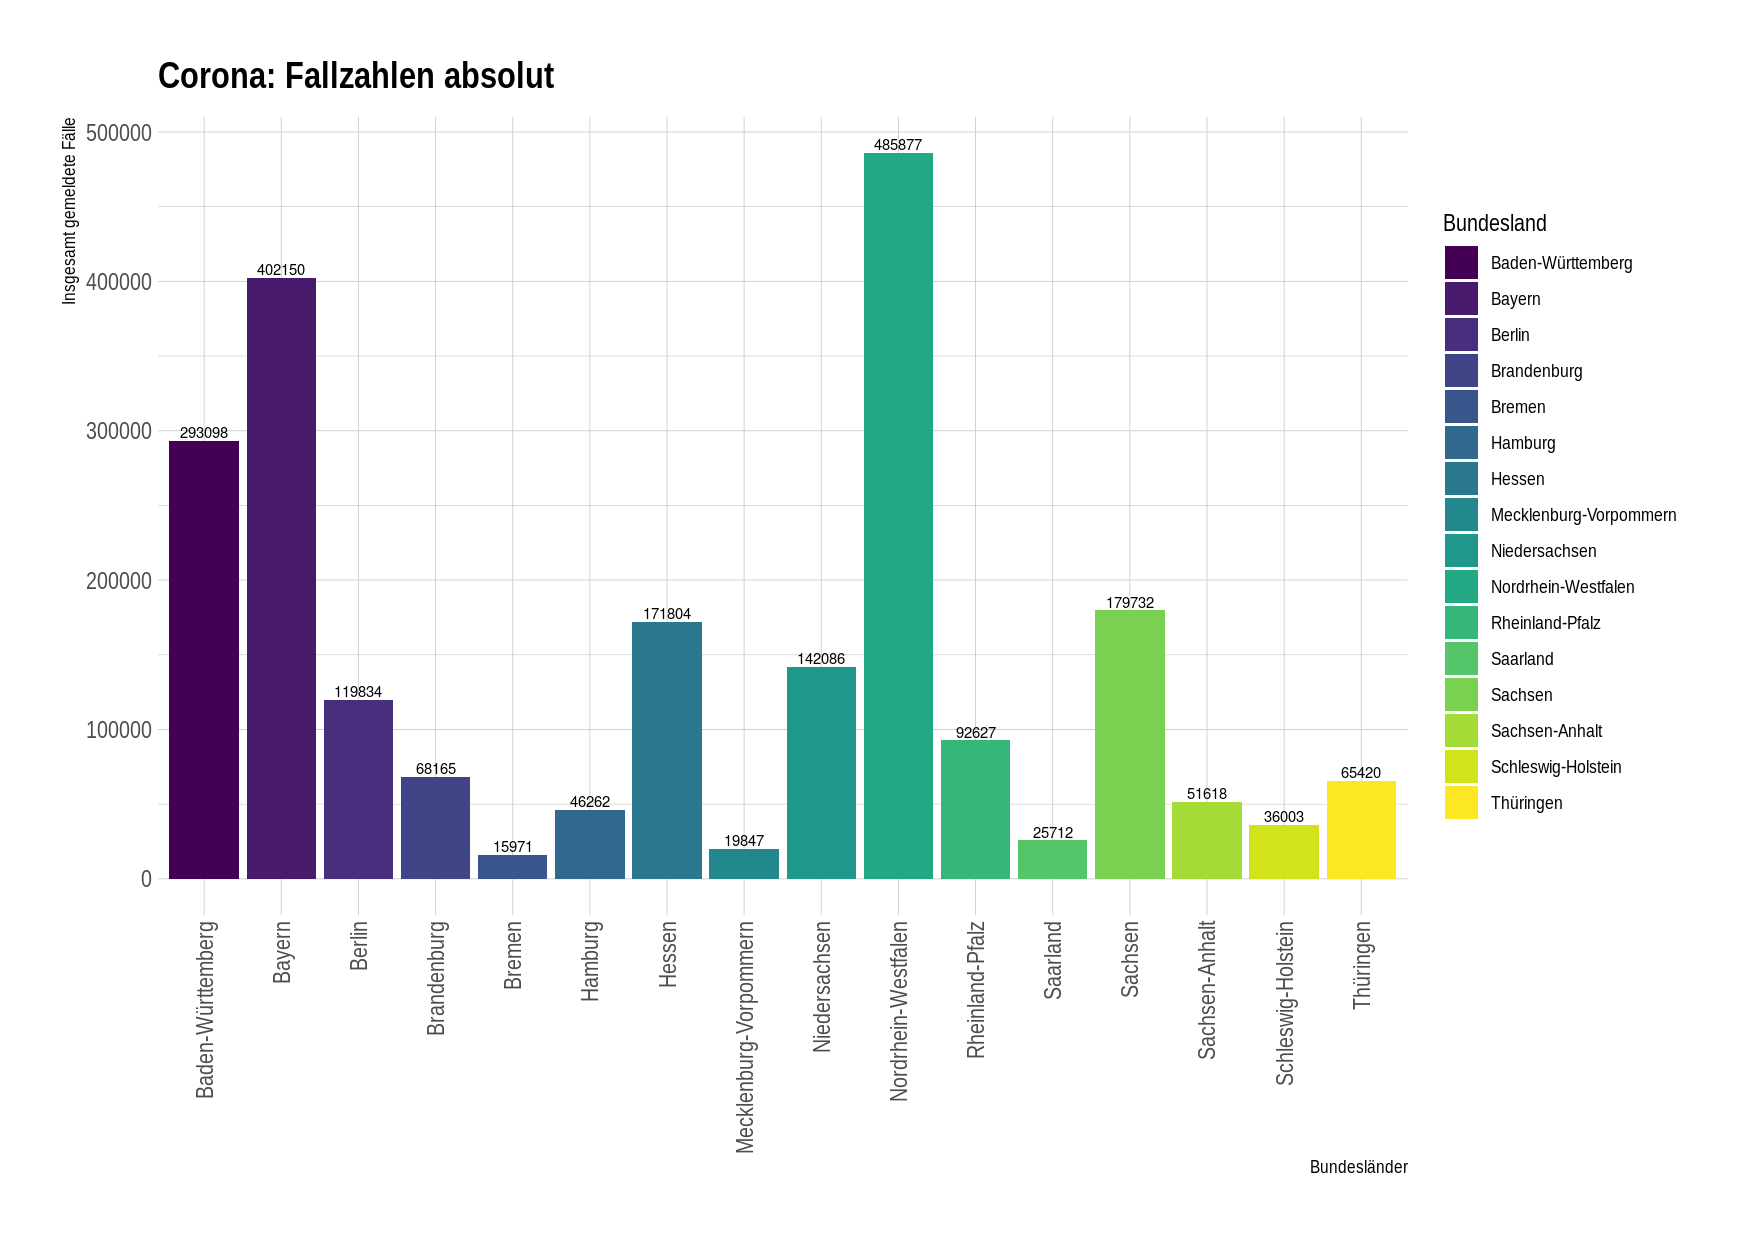 Corona: Fallzahlen absolut
Insgesamt gemeldete Fälle
500000
400000
300000
200000
100000
0
293098
402150
119834
68165
15971
46262
171804
19847
142086
485877
92627
25712
179732
51618
36003
65420
Baden-Württemberg
Bayern
Berlin
Brandenburg
Bremen
Hamburg
Hessen
Mecklenburg-Vorpommern
Niedersachsen
Nordrhein-Westfalen
Rheinland-Pfalz
Saarland
Sachsen
Sachsen-Anhalt
Schleswig-Holstein
Thüringen
Bundesländer
Bundesland
Baden-Württemberg
Bayern
Berlin
Brandenburg
Bremen
Hamburg
Hessen
Mecklenburg-Vorpommern
Niedersachsen
Nordrhein-Westfalen
Rheinland-Pfalz
Saarland
Sachsen
Sachsen-Anhalt
Schleswig-Holstein
Thüringen